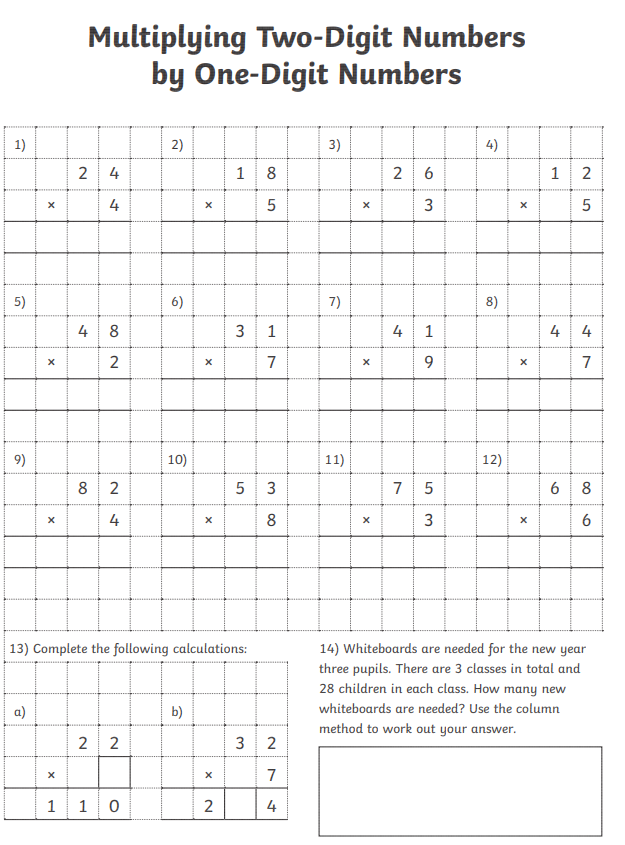 Multiplying Two-Digit Numbers
by One-Digit Numbers
1) 2) 3) 4)
2 4 1 8 2 6 1 2
× 4 × 5 × 3 × 5
5) 6) 7) 8)
4 8 3 1 4 1 4 4
× 2 × 7 × 9 × 7
9) 10) 11) 12)
8 2 5 3 7 5 6 8
× 4 × 8 × 3 × 6
13) Complete the following calculations:
a) b)
2 2 3 2
× × 7
1 1 0 2 4
14) Whiteboards are needed for the new year
three pupils. There are 3 classes in total and
28 children in each class. How many new
whiteboards are needed? Use the column
method to work out your answer.